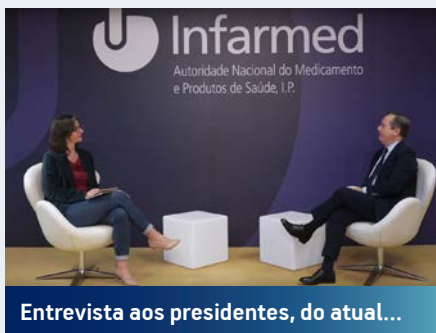 Infarmed
Autoridade Nacional do Medicamento
e Produtos de Saúde, I.P.
Entrevista aos presidentes, do atual...